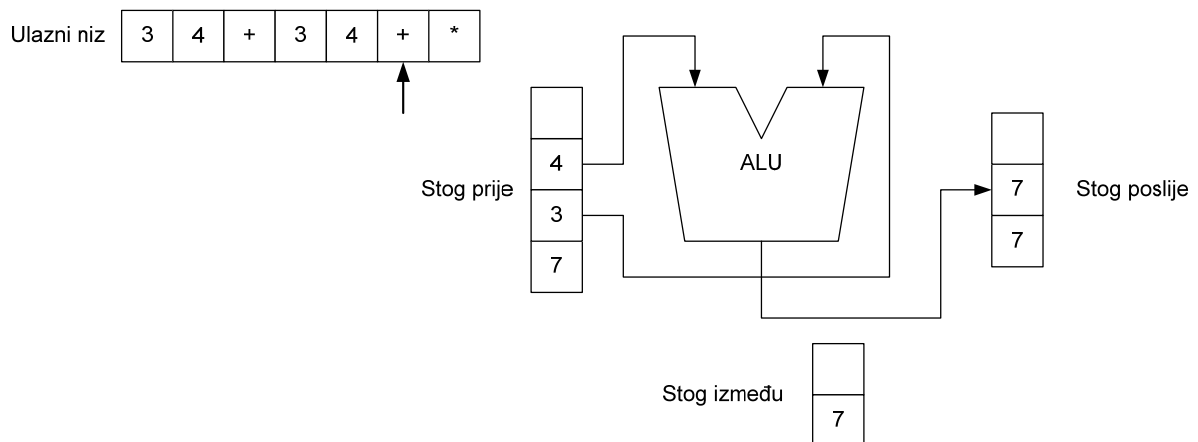 Ulazni niz 3 4 + 3 4 + *
4
3
7
Stog prije
ALU
7
7
Stog poslije
Stog između
7